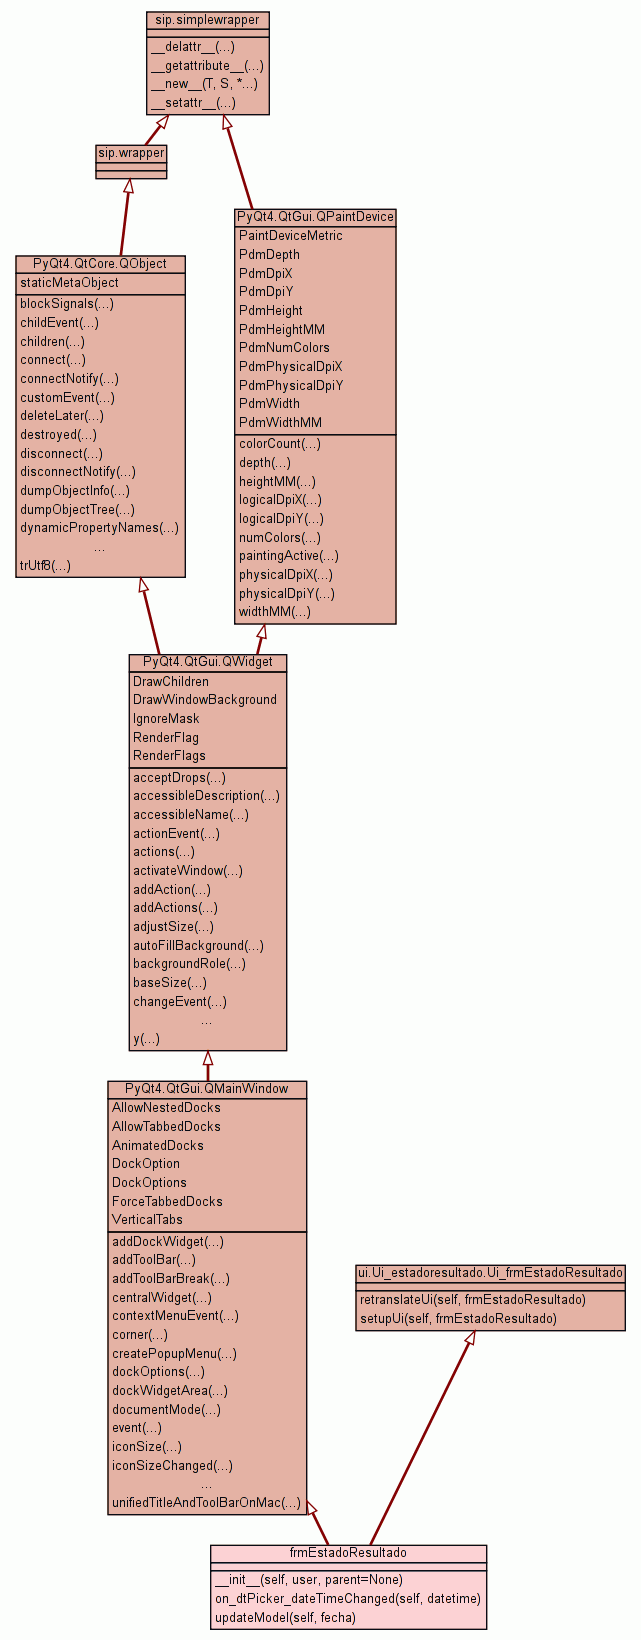 sip.simplewrapper
__delattr__(...)
__getattribute__(...)
__new__(T, S, *...)
__setattr__(...)
sip.wrapper
PyQt4.QtGui.QPaintDevice
PaintDeviceMetric
PdmDepth
PdmDpiX
PdmDpiY
PdmHeight
PdmHeightMM
PdmNumColors
PdmPhysicalDpiX
PdmPhysicalDpiY
PdmWidth
PdmWidthMM
colorCount(...)
depth(...)
heightMM(...)
logicalDpiX(...)
logicalDpiY(...)
numColors(...)
paintingActive(...)
physicalDpiX(...)
physicalDpiY(...)
widthMM(...)
PyQt4.QtCore.QObject
staticMetaObject
blockSignals(...)
childEvent(...)
children(...)
connect(...)
connectNotify(...)
customEvent(...)
deleteLater(...)
destroyed(...)
disconnect(...)
disconnectNotify(...)
dumpObjectInfo(...)
dumpObjectTree(...)
dynamicPropertyNames(...)
...
trUtf8(...)
PyQt4.QtGui.QWidget
DrawChildren
DrawWindowBackground
IgnoreMask
RenderFlag
RenderFlags
acceptDrops(...)
accessibleDescription(...)
accessibleName(...)
actionEvent(...)
actions(...)
activateWindow(...)
addAction(...)
addActions(...)
adjustSize(...)
autoFillBackground(...)
backgroundRole(...)
baseSize(...)
changeEvent(...)
...
y(...)
PyQt4.QtGui.QMainWindow
AllowNestedDocks
AllowTabbedDocks
AnimatedDocks
DockOption
DockOptions
ForceTabbedDocks
VerticalTabs
addDockWidget(...)
addToolBar(...)
addToolBarBreak(...)
centralWidget(...)
contextMenuEvent(...)
corner(...)
createPopupMenu(...)
dockOptions(...)
dockWidgetArea(...)
documentMode(...)
event(...)
iconSize(...)
iconSizeChanged(...)
...
unifiedTitleAndToolBarOnMac(...)
ui.Ui_estadoresultado.Ui_frmEstadoResultado
retranslateUi(self, frmEstadoResultado)
setupUi(self, frmEstadoResultado)
frmEstadoResultado
__init__(self, user, parent=None)
on_dtPicker_dateTimeChanged(self, datetime)
updateModel(self, fecha)